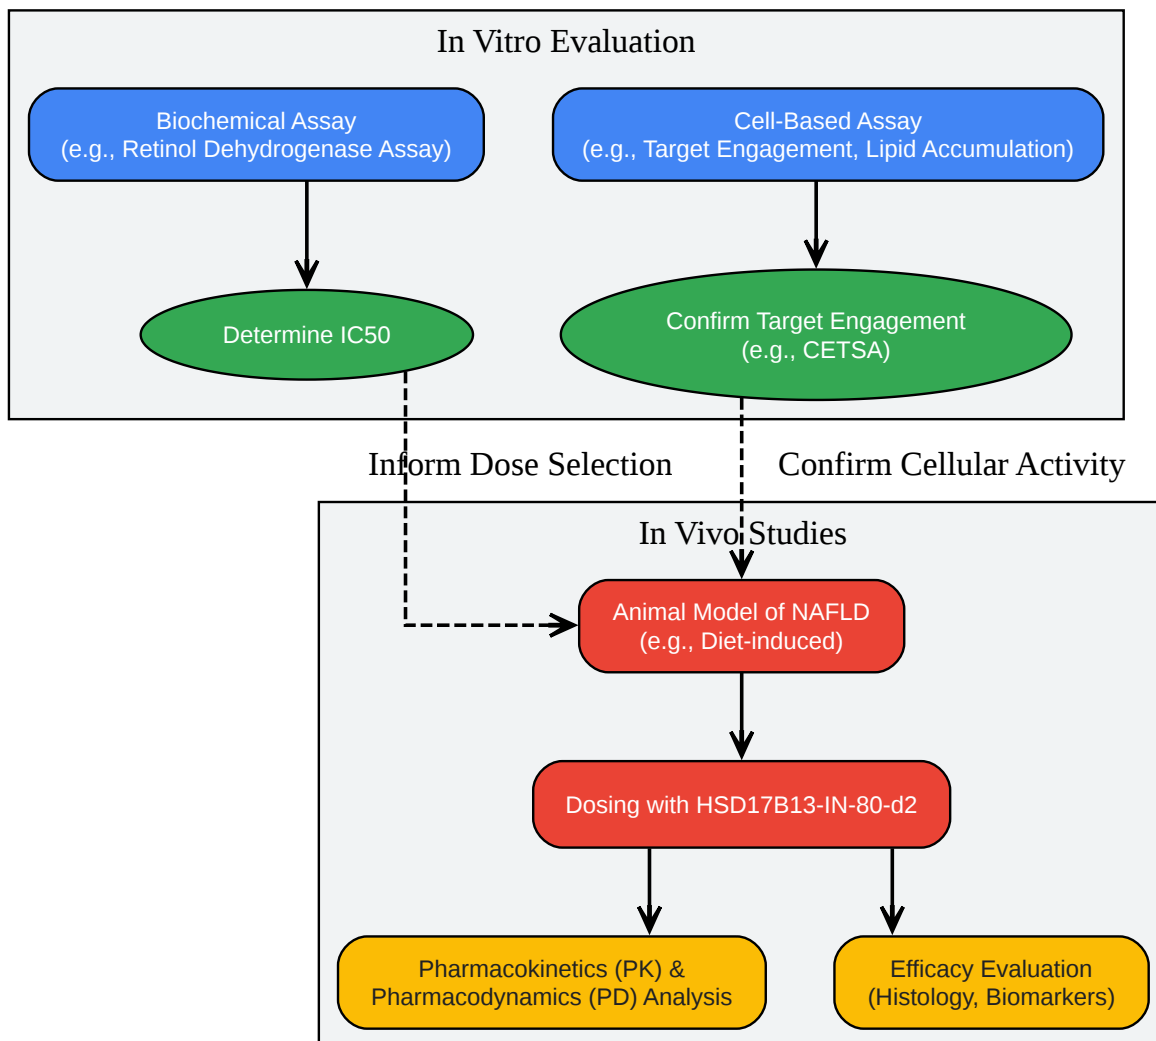 In Vitro Evaluation
Biochemical Assay
(e.g., Retinol Dehydrogenase Assay)
Cell-Based Assay
(e.g., Target Engagement, Lipid Accumulation)
Determine IC50
Confirm Target Engagement
(e.g., CETSA)
Inform Dose Selection
Confirm Cellular Activity
In Vivo Studies
Animal Model of NAFLD
(e.g., Diet-induced)
Dosing with HSD17B13-IN-80-d2
Pharmacokinetics (PK) &
Pharmacodynamics (PD) Analysis
Efficacy Evaluation
(Histology, Biomarkers)